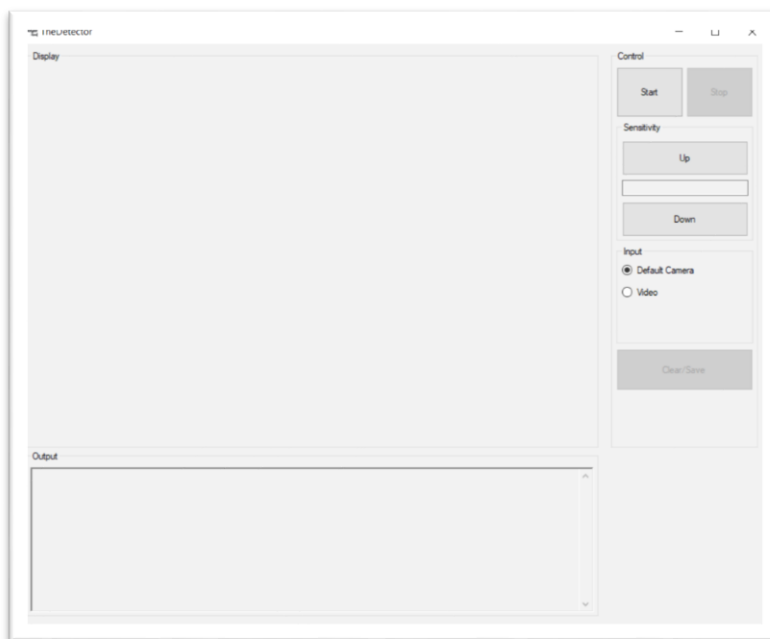 TheDetector
Display
Control
Start
Stop
Sensitivity
Up
Down
Input
Default Camera
Video
Clear/Save
Output